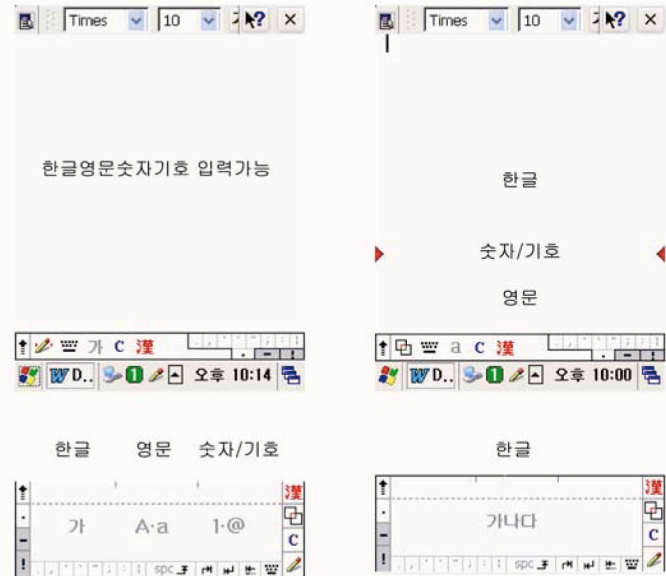 Times 10
한글영문숫자기호 입력가능
가 C 漢
W D.. 1 오후 10:14
Times 10
한글
숫자/기호
영문
a C 漢
W D.. 1 오후 10:00
한글 영문 숫자/기호
漢
가 A·a 1·@
C
spc
한글
漢
가나다
C
spc